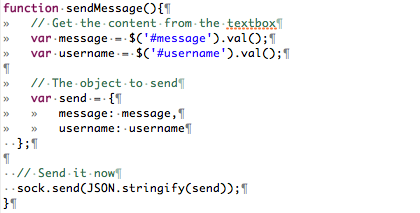 function sendMessage(){¶
»   //·Get·the·content·from·the·textbox¶
»   var·message·=·$('#message').val();¶
»   var·username·=·$('#username').val();¶
¶
»   //·The·object·to·send¶
»   var·send·=·{¶
»   »   message:·message,¶
»   »   username:·username¶
··};¶
¶
··//·Send·it·now¶
··sock.send(JSON.stringify(send));¶
}¶